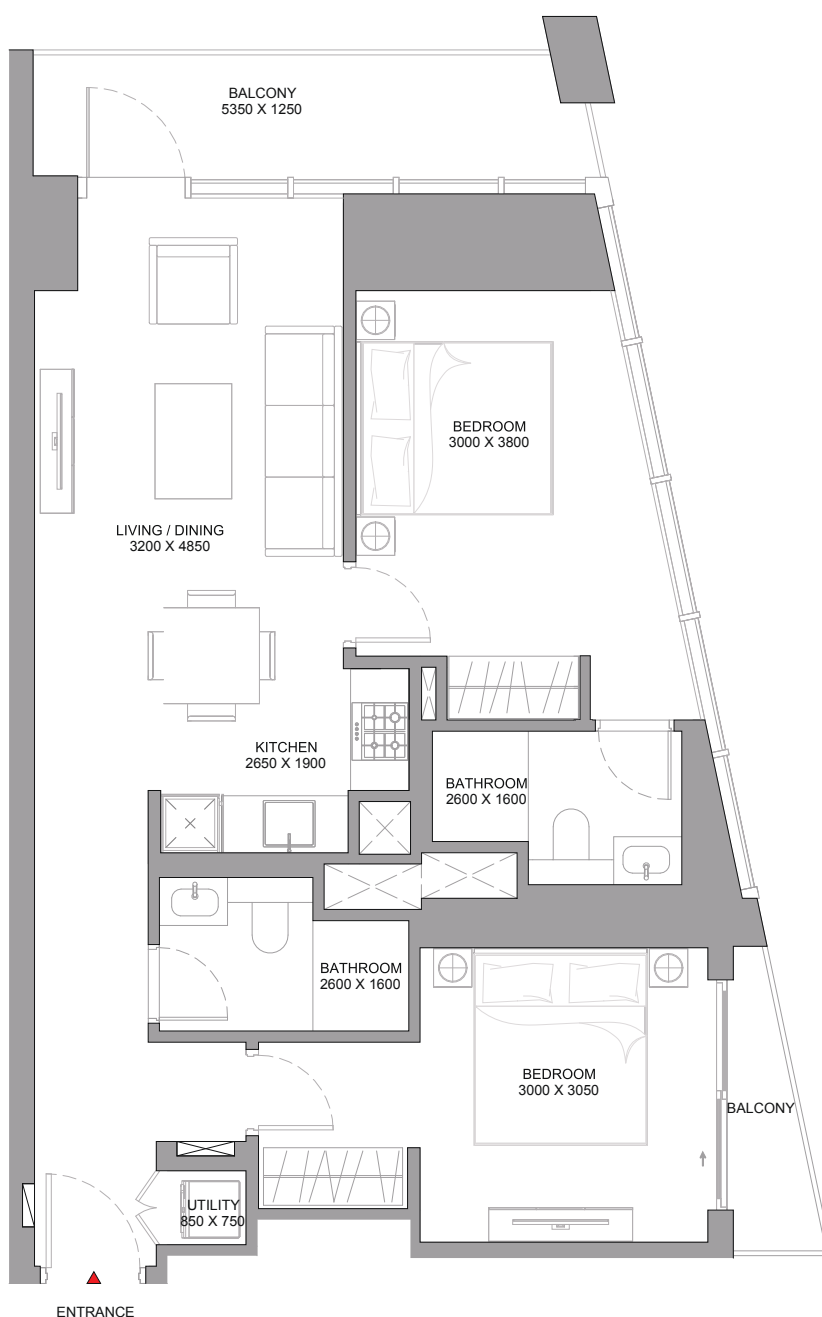 BALCONY
5350 X 1250
BEDROOM
3000 X 3800
LIVING / DINING
3200 X 4850
KITCHEN
2650 X 1900
BATHROOM
2600 X 1600
BATHROOM
2600 X 1600
BEDROOM
3000 X 3050
BALCONY
UTILITY
850 X 750
ENTRANCE